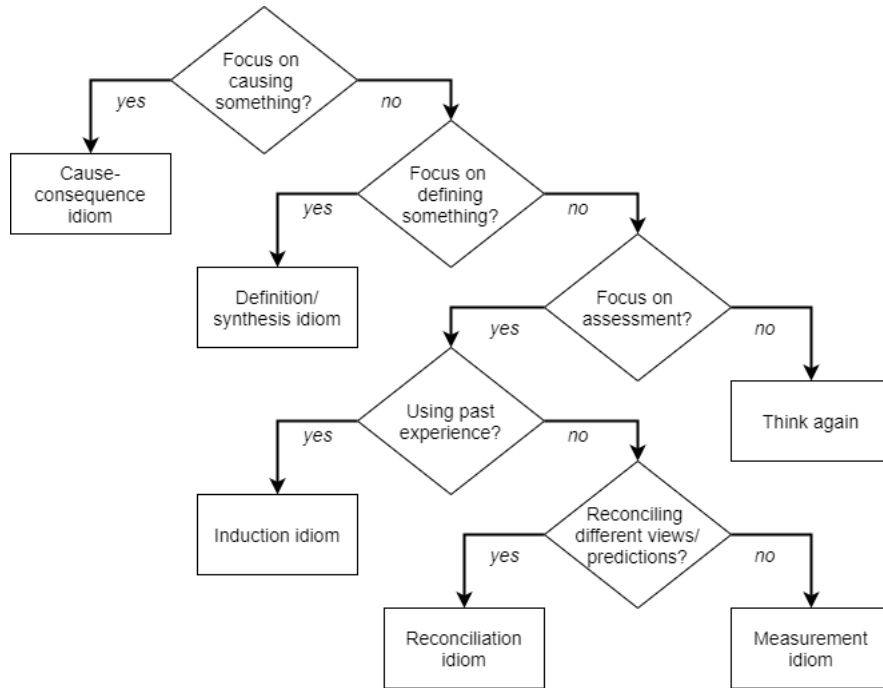 Focus on
causing
something?
yes
no
Cause-
consequence
idiom
Focus on
defining
something?
yes
no
Definition/
synthesis idiom
Focus on
assessment?
yes
no
Using past
experience?
Think again
yes
no
Induction idiom
Reconciling
different views/
predictions?
yes
no
Reconciliation
idiom
Measurement
idiom